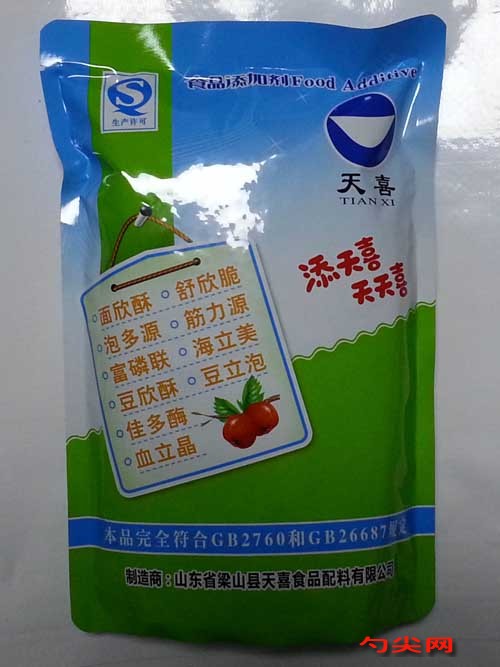 食品添加剂Food Additive
生产许可
天喜
TIAN XI
添天喜
天天喜
面欣酥 舒欣脆
泡多源 筋力源
富磷联 海立美
豆欣酥 豆立泡
佳多酶
血立晶
本品完全符合GB2760和GB26687规定
制造商:山东省梁山县天喜食品配料有限公司
勺尖网